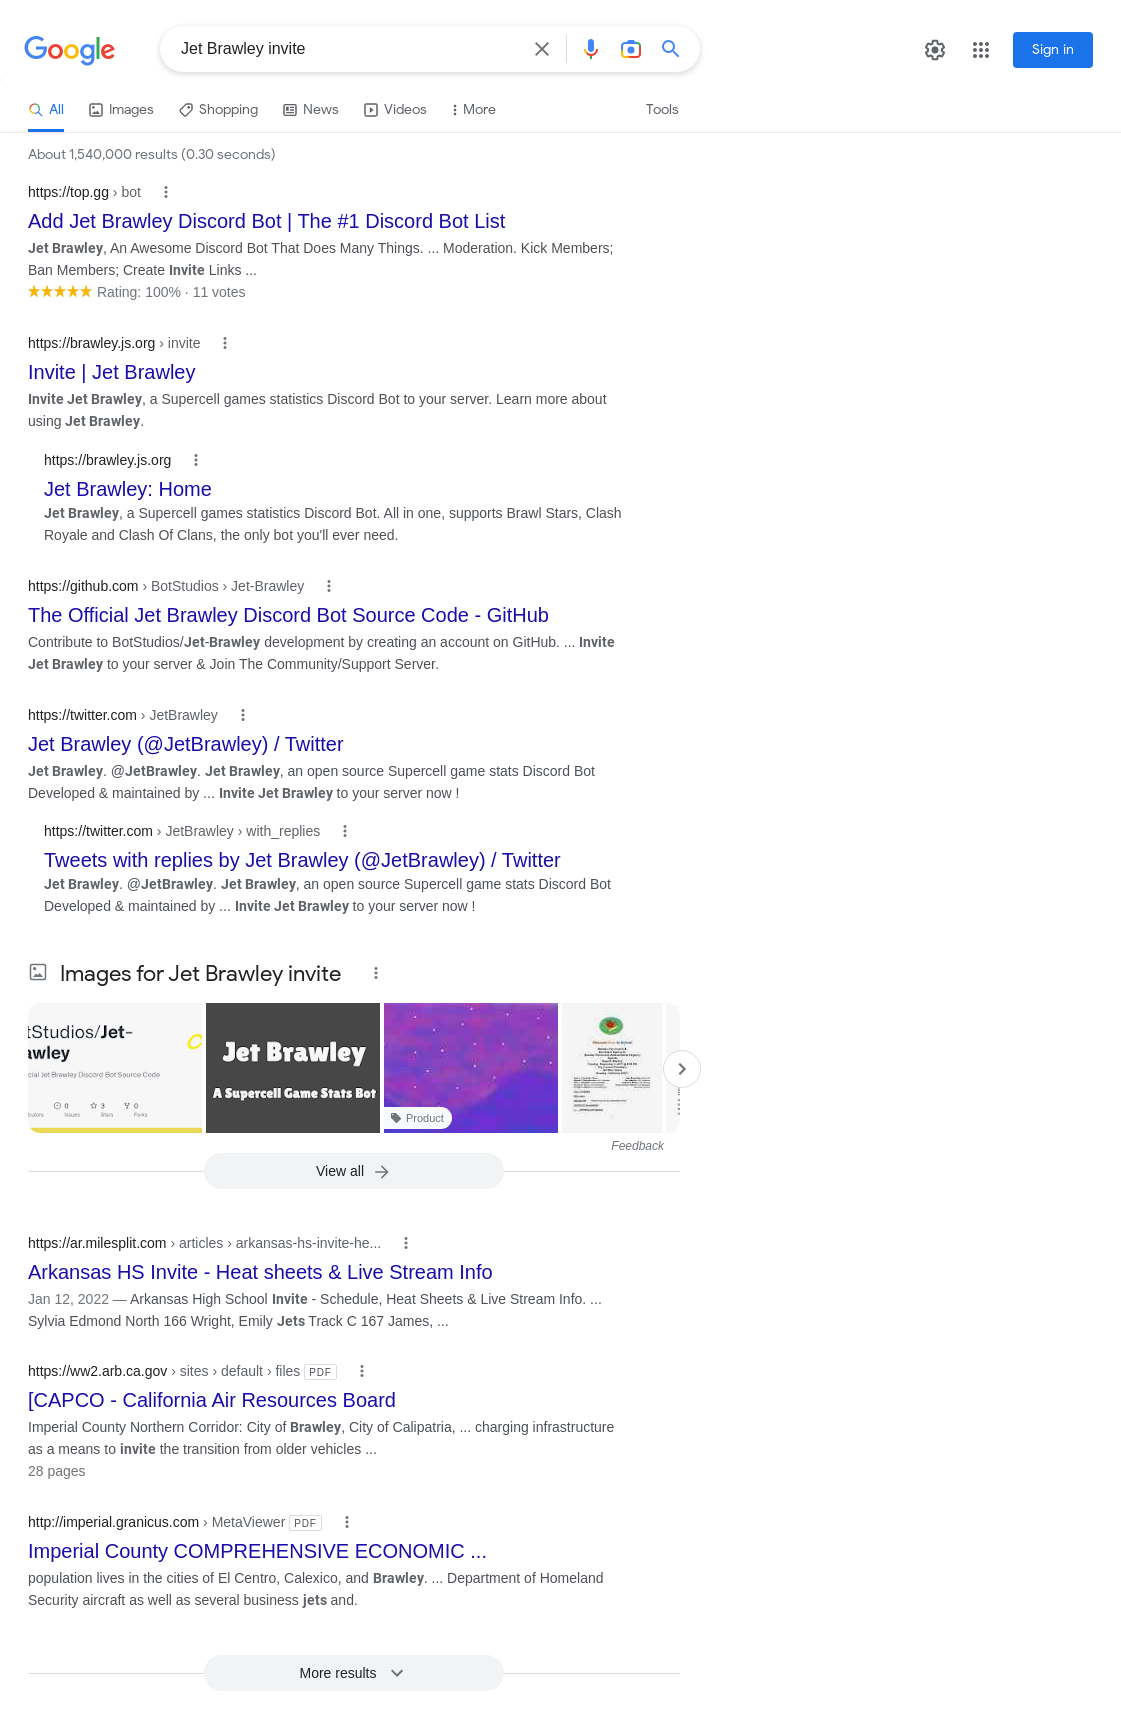 Google
Jet Brawley invite
Sign in
All Images Shopping News Videos More Tools
About 1,540,000 results (0.30 seconds)
https://top.gg › bot
Add Jet Brawley Discord Bot | The #1 Discord Bot List
Jet Brawley, An Awesome Discord Bot That Does Many Things. ... Moderation. Kick Members;
Ban Members; Create Invite Links ...
Rating: 100% · 11 votes
https://brawley.js.org › invite
Invite | Jet Brawley
Invite Jet Brawley, a Supercell games statistics Discord Bot to your server. Learn more about
using Jet Brawley.
https://brawley.js.org
Jet Brawley: Home
Jet Brawley, a Supercell games statistics Discord Bot. All in one, supports Brawl Stars, Clash
Royale and Clash Of Clans, the only bot you'll ever need.
https://github.com › BotStudios › Jet-Brawley
The Official Jet Brawley Discord Bot Source Code - GitHub
Contribute to BotStudios/Jet-Brawley development by creating an account on GitHub. ... Invite
Jet Brawley to your server & Join The Community/Support Server.
https://twitter.com › JetBrawley
Jet Brawley (@JetBrawley) / Twitter
Jet Brawley. @JetBrawley. Jet Brawley, an open source Supercell game stats Discord Bot
Developed & maintained by ... Invite Jet Brawley to your server now !
https://twitter.com › JetBrawley › with_replies
Tweets with replies by Jet Brawley (@JetBrawley) / Twitter
Jet Brawley. @JetBrawley. Jet Brawley, an open source Supercell game stats Discord Bot
Developed & maintained by ... Invite Jet Brawley to your server now !
Images for Jet Brawley invite
tStudios/Jet-
awley
cial Jet Brawley Discord Bot Source Code
0 3 0
butors Issues Stars Forks
Jet Brawley
A Supercell Game Stats Bot
Product
Feedback
View all
https://ar.milesplit.com › articles › arkansas-hs-invite-he...
Arkansas HS Invite - Heat sheets & Live Stream Info
Jan 12, 2022 — Arkansas High School Invite - Schedule, Heat Sheets & Live Stream Info. ...
Sylvia Edmond North 166 Wright, Emily Jets Track C 167 James, ...
https://ww2.arb.ca.gov › sites › default › files PDF
[CAPCO - California Air Resources Board
Imperial County Northern Corridor: City of Brawley, City of Calipatria, ... charging infrastructure
as a means to invite the transition from older vehicles ...
28 pages
http://imperial.granicus.com › MetaViewer PDF
Imperial County COMPREHENSIVE ECONOMIC ...
population lives in the cities of El Centro, Calexico, and Brawley. ... Department of Homeland
Security aircraft as well as several business jets and.
More results